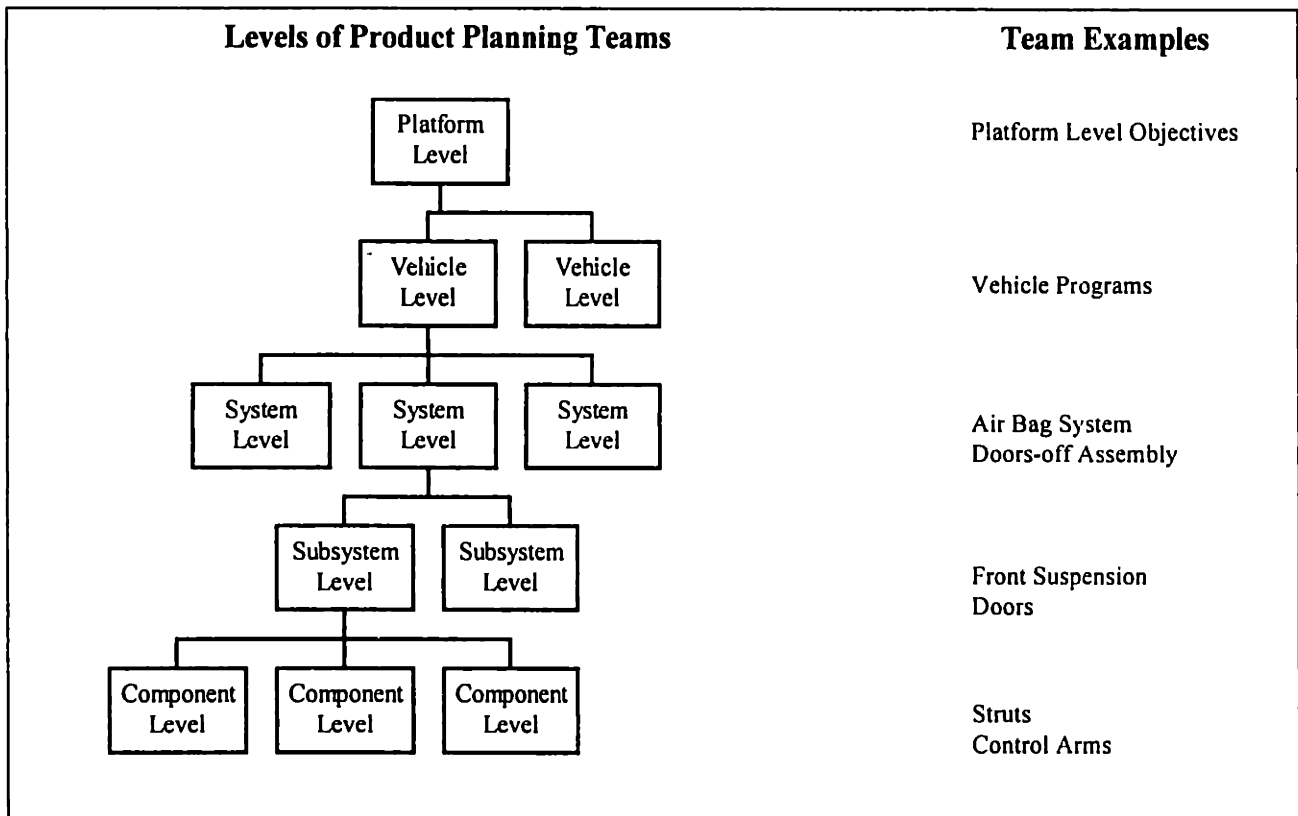 Levels of Product Planning Teams
Team Examples
Platform
Level
Platform Level Objectives
Vehicle
Level
Vehicle
Level
Vehicle Programs
System
Level
System
Level
System
Level
Air Bag System
Doors-off Assembly
Subsystem
Level
Subsystem
Level
Front Suspension
Doors
Component
Level
Component
Level
Component
Level
Struts
Control Arms